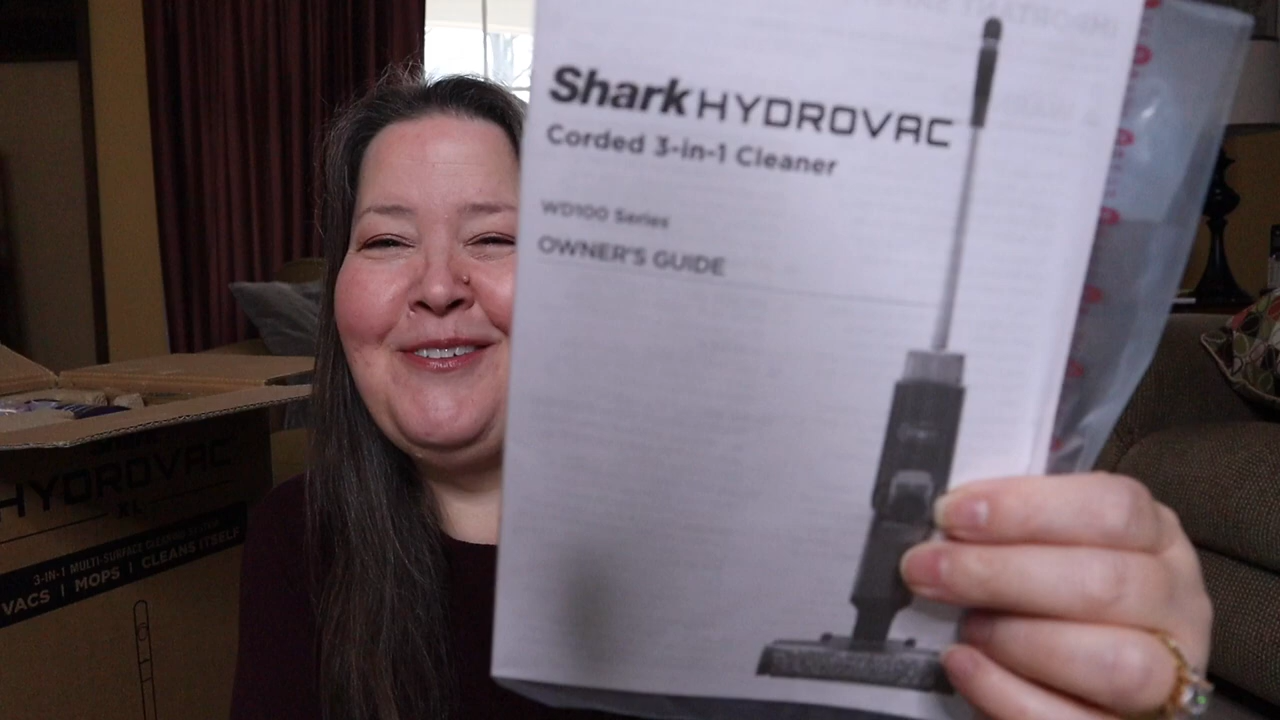 Shark HYDROVAC
Corded 3-in-1 Cleaner
WD100 Series
OWNER'S GUIDE
HYDROVAC
XL
3-IN-1 MULTI-SURFACE CLEANING SYSTEM
VACS | MOPS | CLEANS ITSELF